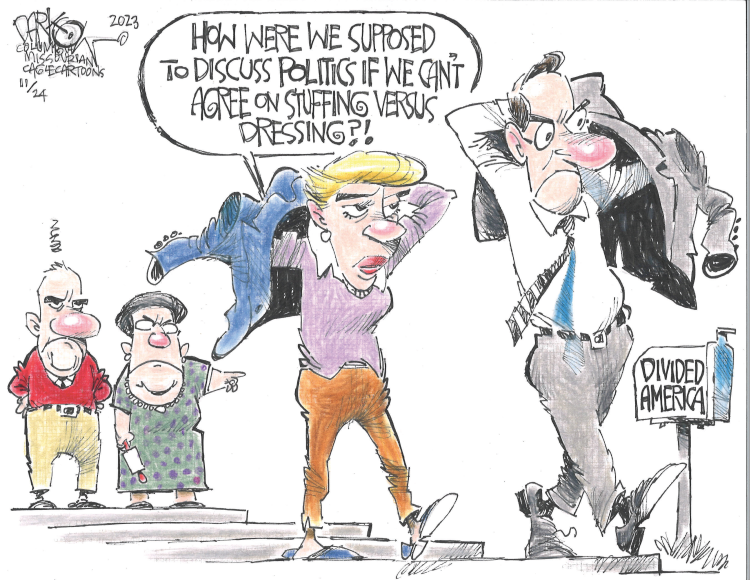 DARKOW
2023
COLUMBIA
MISSOURIAN
CAGLECARTOONS
11/24
HOW WERE WE SUPPOSED
TO DISCUSS POLITICS IF WE CAN'T
AGREE ON STUFFING VERSUS
DRESSING?!
DIVIDED
AMERICA